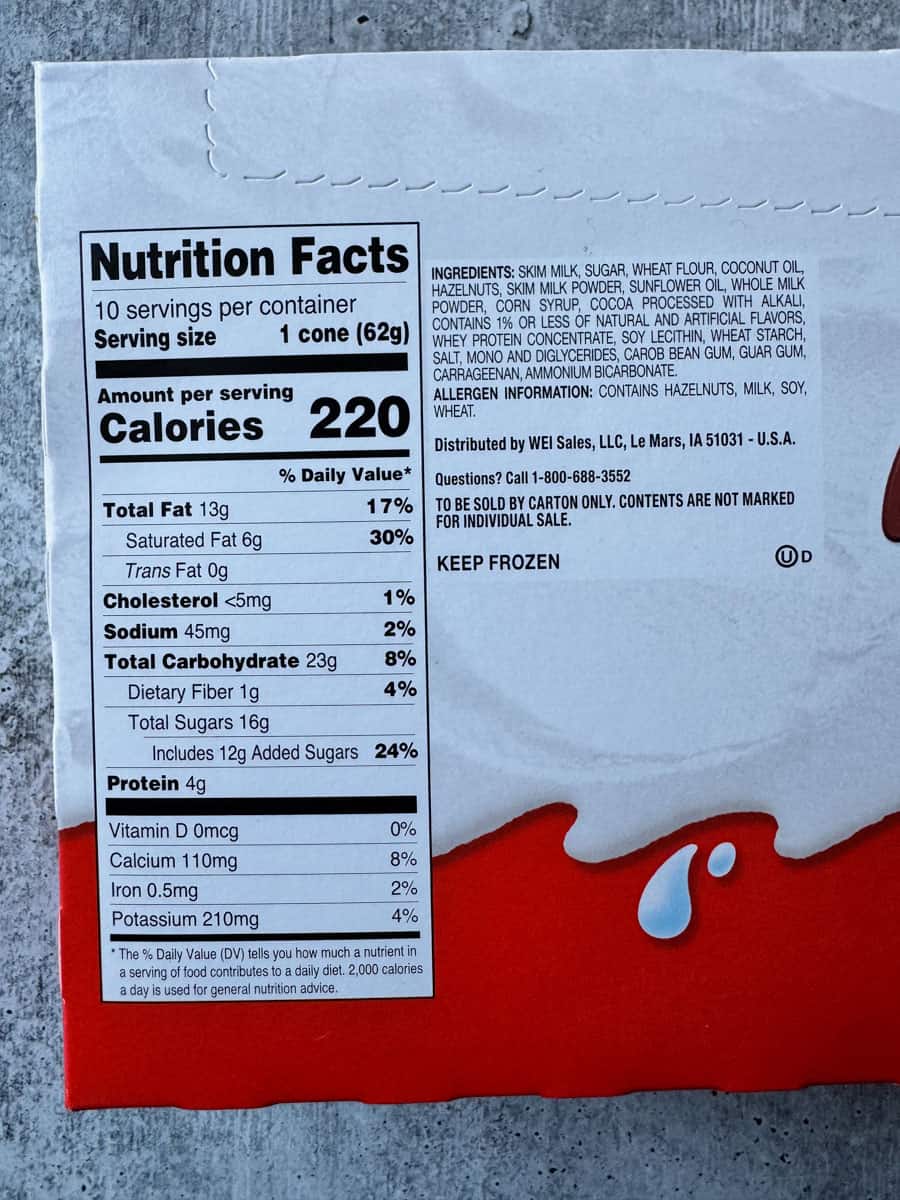 Nutrition Facts
10 servings per container
Serving size 1 cone (62g)
Amount per serving
Calories 220
% Daily Value*
Total Fat 13g 17%
Saturated Fat 6g 30%
Trans Fat 0g
Cholesterol <5mg 1%
Sodium 45mg 2%
Total Carbohydrate 23g 8%
Dietary Fiber 1g 4%
Total Sugars 16g
Includes 12g Added Sugars 24%
Protein 4g
Vitamin D 0mcg 0%
Calcium 110mg 8%
Iron 0.5mg 2%
Potassium 210mg 4%
* The % Daily Value (DV) tells you how much a nutrient in
a serving of food contributes to a daily diet. 2,000 calories
a day is used for general nutrition advice.
INGREDIENTS: SKIM MILK, SUGAR, WHEAT FLOUR, COCONUT OIL,
HAZELNUTS, SKIM MILK POWDER, SUNFLOWER OIL, WHOLE MILK
POWDER, CORN SYRUP, COCOA PROCESSED WITH ALKALI,
CONTAINS 1% OR LESS OF NATURAL AND ARTIFICIAL FLAVORS,
WHEY PROTEIN CONCENTRATE, SOY LECITHIN, WHEAT STARCH,
SALT, MONO AND DIGLYCERIDES, CAROB BEAN GUM, GUAR GUM,
CARRAGEENAN, AMMONIUM BICARBONATE.
ALLERGEN INFORMATION: CONTAINS HAZELNUTS, MILK, SOY,
WHEAT.
Distributed by WEI Sales, LLC, Le Mars, IA 51031 - U.S.A.
Questions? Call 1-800-688-3552
TO BE SOLD BY CARTON ONLY. CONTENTS ARE NOT MARKED
FOR INDIVIDUAL SALE.
KEEP FROZEN Ⓤ D